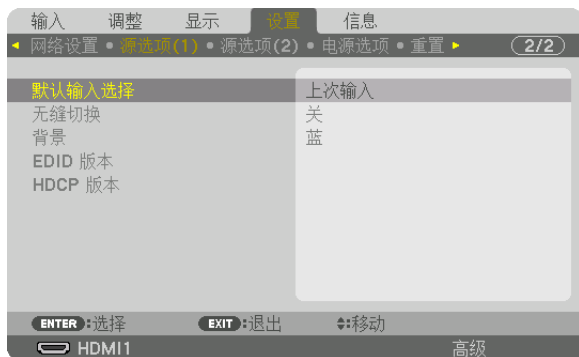 输入 调整 显示 设置 信息
网络设置 • 源选项(1) • 源选项(2) • 电源选项 • 重置 2/2
默认输入选择 上次输入
无缝切换 关
背景 蓝
EDID 版本
HDCP 版本
ENTER :选择 EXIT :退出 :移动
HDMI1 高级